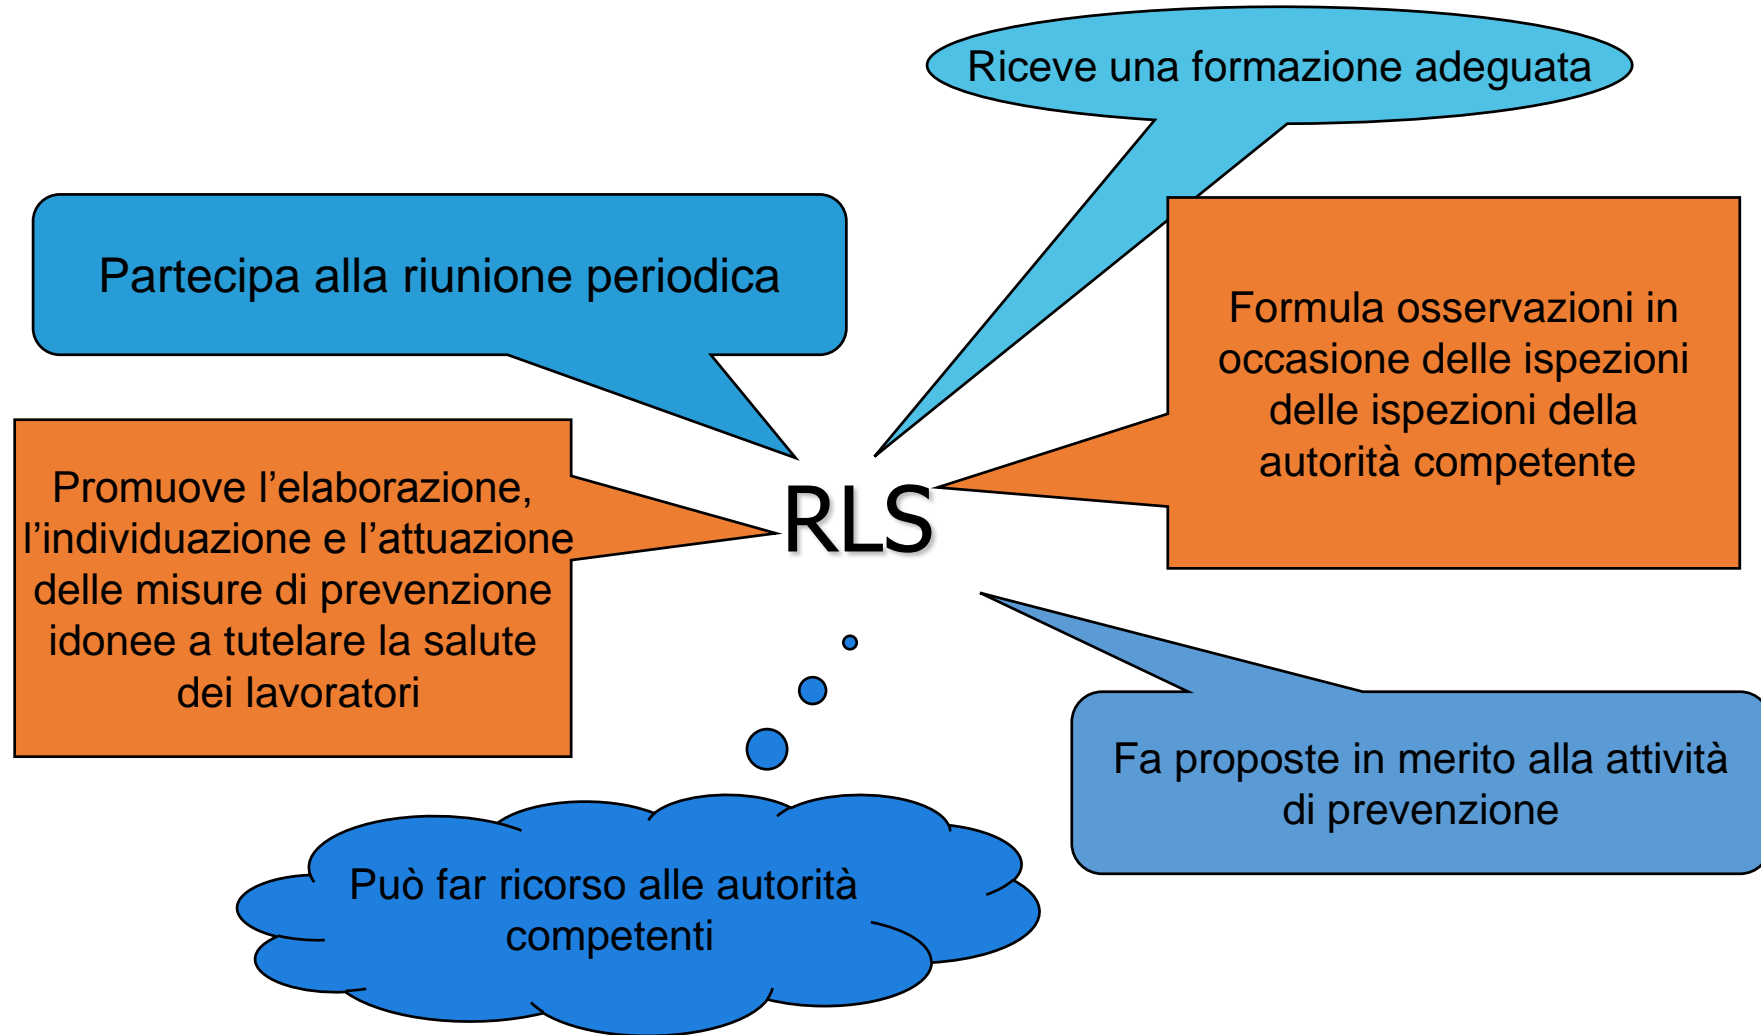 Riceve una formazione adeguata
Partecipa alla riunione periodica
Formula osservazioni in
occasione delle ispezioni
delle ispezioni della
autorità competente
Promuove l’elaborazione,
l’individuazione e l’attuazione
delle misure di prevenzione
idonee a tutelare la salute
dei lavoratori
RLS
Fa proposte in merito alla attività
di prevenzione
Può far ricorso alle autorità
competenti